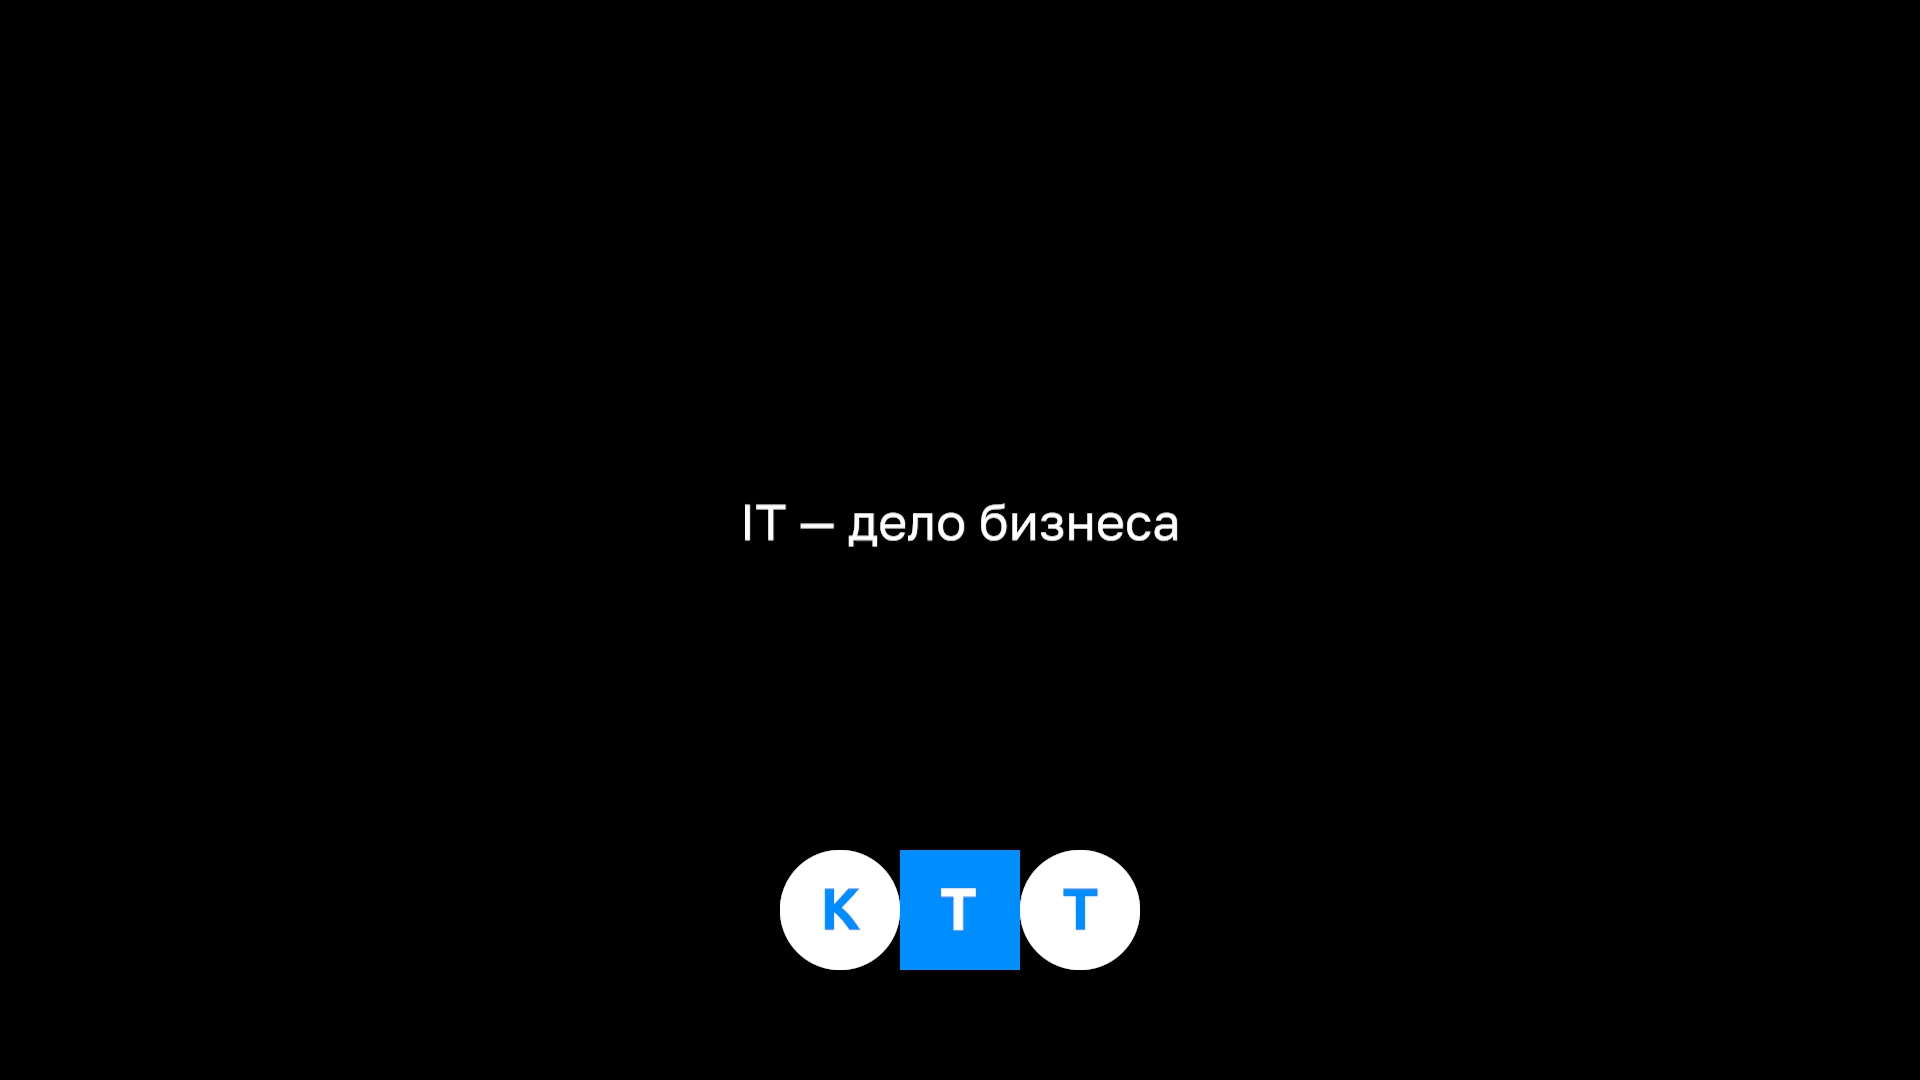 IT — дело бизнеса
К Т Т